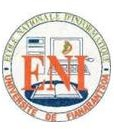 ECOLE NATIONALE D'INFORMATIQUE
ENI
UNIVERSITE DE FIANARANTSOA